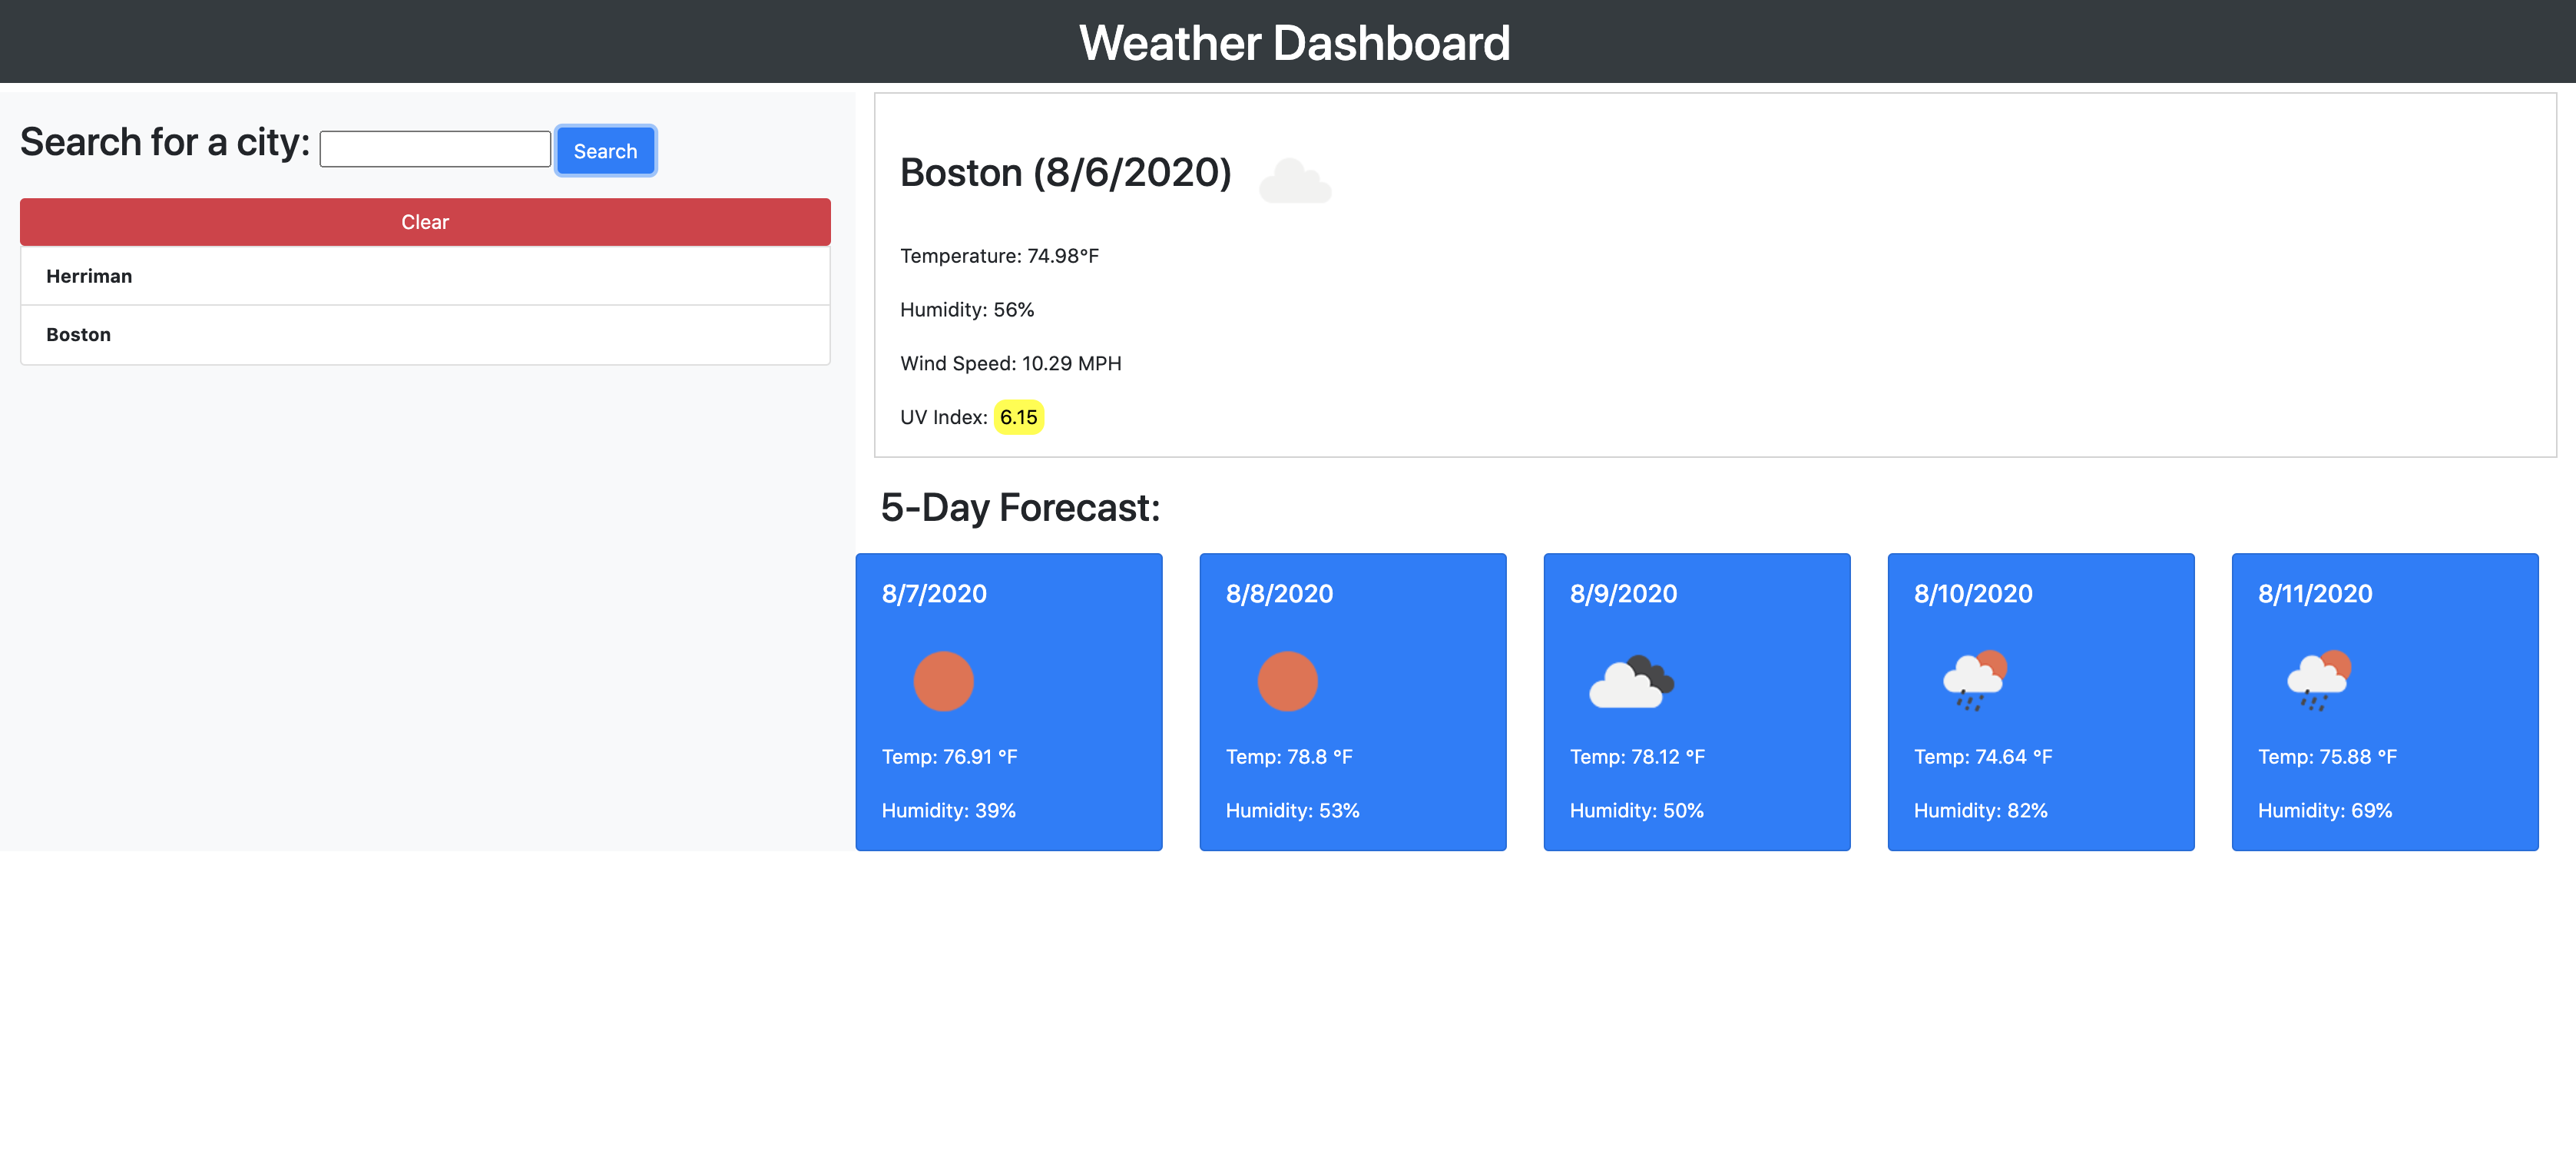 Weather Dashboard
Search for a city:
Search
Clear
Herriman
Boston
Boston (8/6/2020)
Temperature: 74.98°F
Humidity: 56%
Wind Speed: 10.29 MPH
UV Index: 6.15
5-Day Forecast:
8/7/2020
Temp: 76.91 °F
Humidity: 39%
8/8/2020
Temp: 78.8 °F
Humidity: 53%
8/9/2020
Temp: 78.12 °F
Humidity: 50%
8/10/2020
Temp: 74.64 °F
Humidity: 82%
8/11/2020
Temp: 75.88 °F
Humidity: 69%